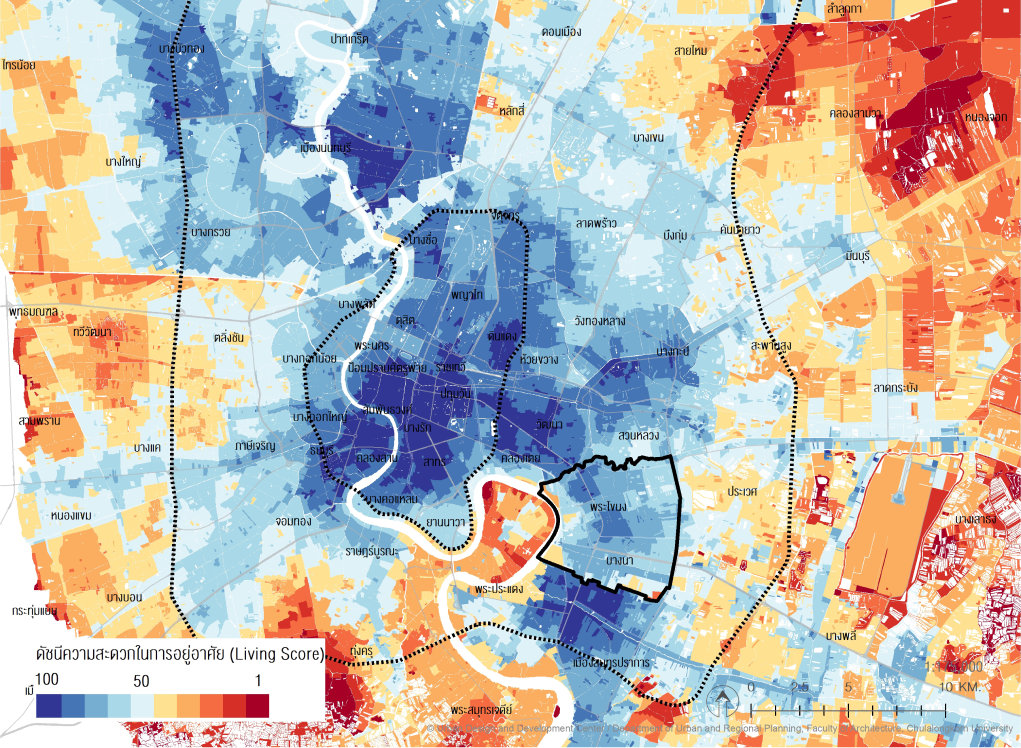 ลำลูกกา
ปากเกร็ด
ดอนเมือง
บางบัวทอง
สายไหม
ไทรน้อย
หลักสี่
คลองสามวา
หนองจอก
บางเขน
เมืองนนทบุรี
บางใหญ่
จตุจักร
ลาดพร้าว
บางกรวย
บึงกุ่ม
คันนายาว
บางซื่อ
มีนบุรี
พญาไท
บางพลัด
พุทธมณฑล
ดุสิต
วังทองหลาง
ทวีวัฒนา
ตลิ่งชัน
ดินแดง
พระนคร
สะพานสูง
บางกะปิ
บางกอกน้อย
ห้วยขวาง
ป้อมปราบศัตรูพ่าย
ราชเทวี
ลาดกระบัง
ปทุมวัน
สัมพันธวงศ์
บางกอกใหญ่
สามพราน
บางรัก
วัฒนา
สวนหลวง
บางแค
ภาษีเจริญ
ธนบุรี
คลองสาน
สาทร
คลองเตย
ประเวศ
บางคอแหลม
พระโขนง
หนองแขม
จอมทอง
ยานนาวา
บางเสาธง
ราษฎร์บูรณะ
บางนา
พระประแดง
บางบอน
กระทุ่มแบน
บางพลี
ทุ่งครุ
เมืองสมุทรปราการ
ดัชนีความสะดวกในการอยู่อาศัย (Living Score)
100 50 1
0 2.5 5 10 KM.
พระสมุทรเจดีย์